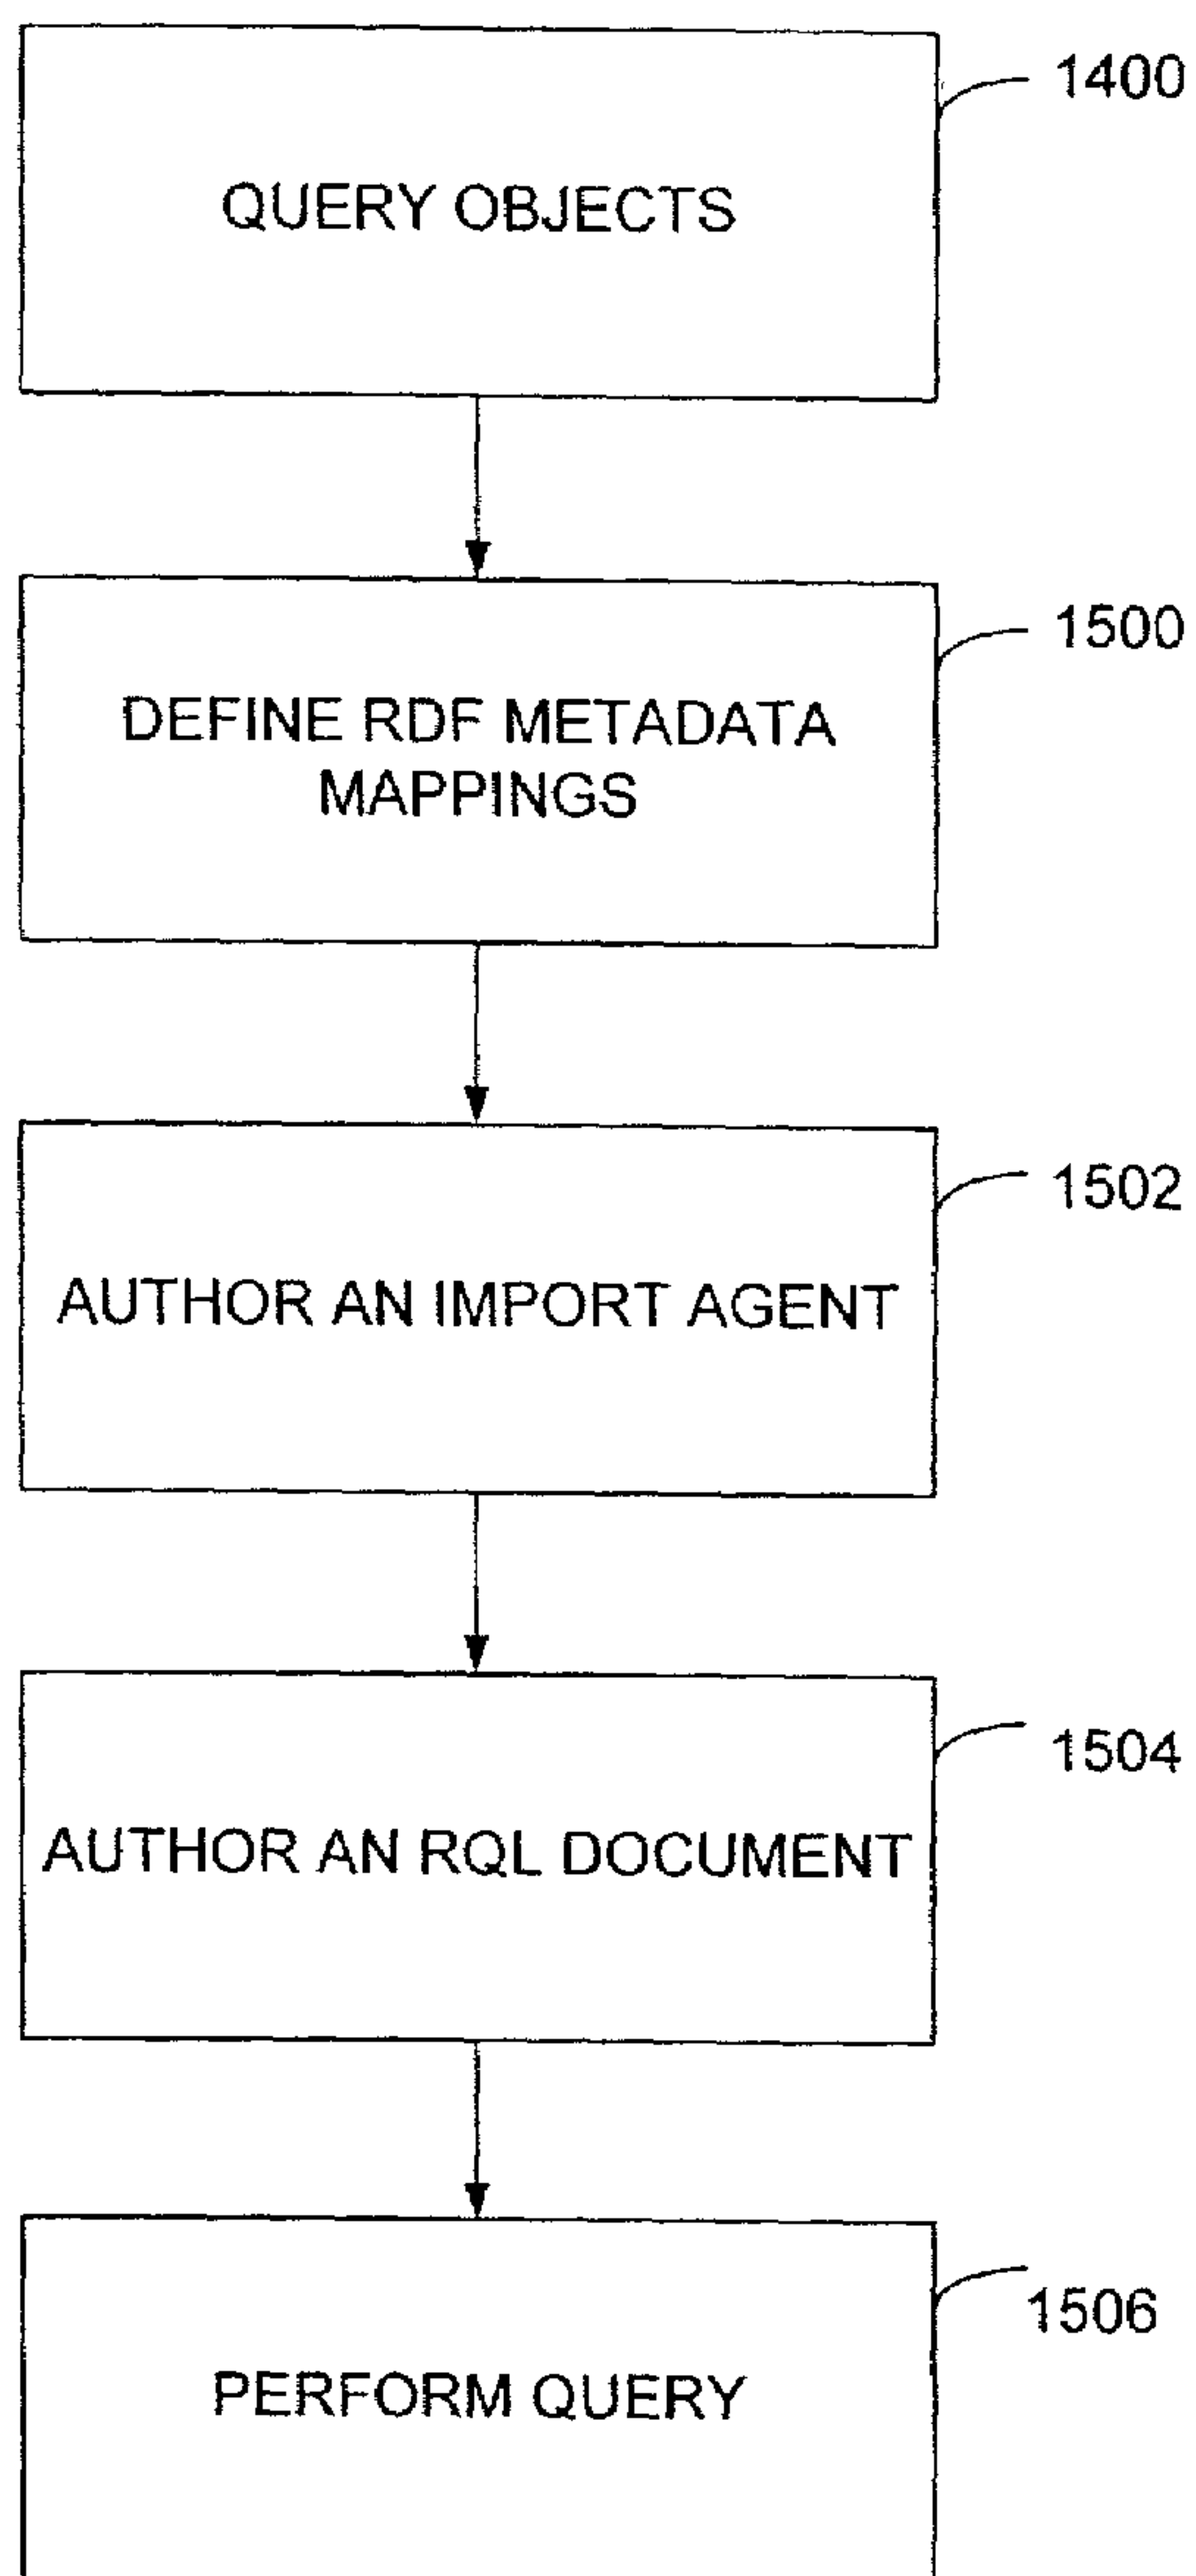 1400
QUERY OBJECTS
1500
DEFINE RDF METADATA
MAPPINGS
1502
AUTHOR AN IMPORT AGENT
1504
AUTHOR AN RQL DOCUMENT
1506
PERFORM QUERY